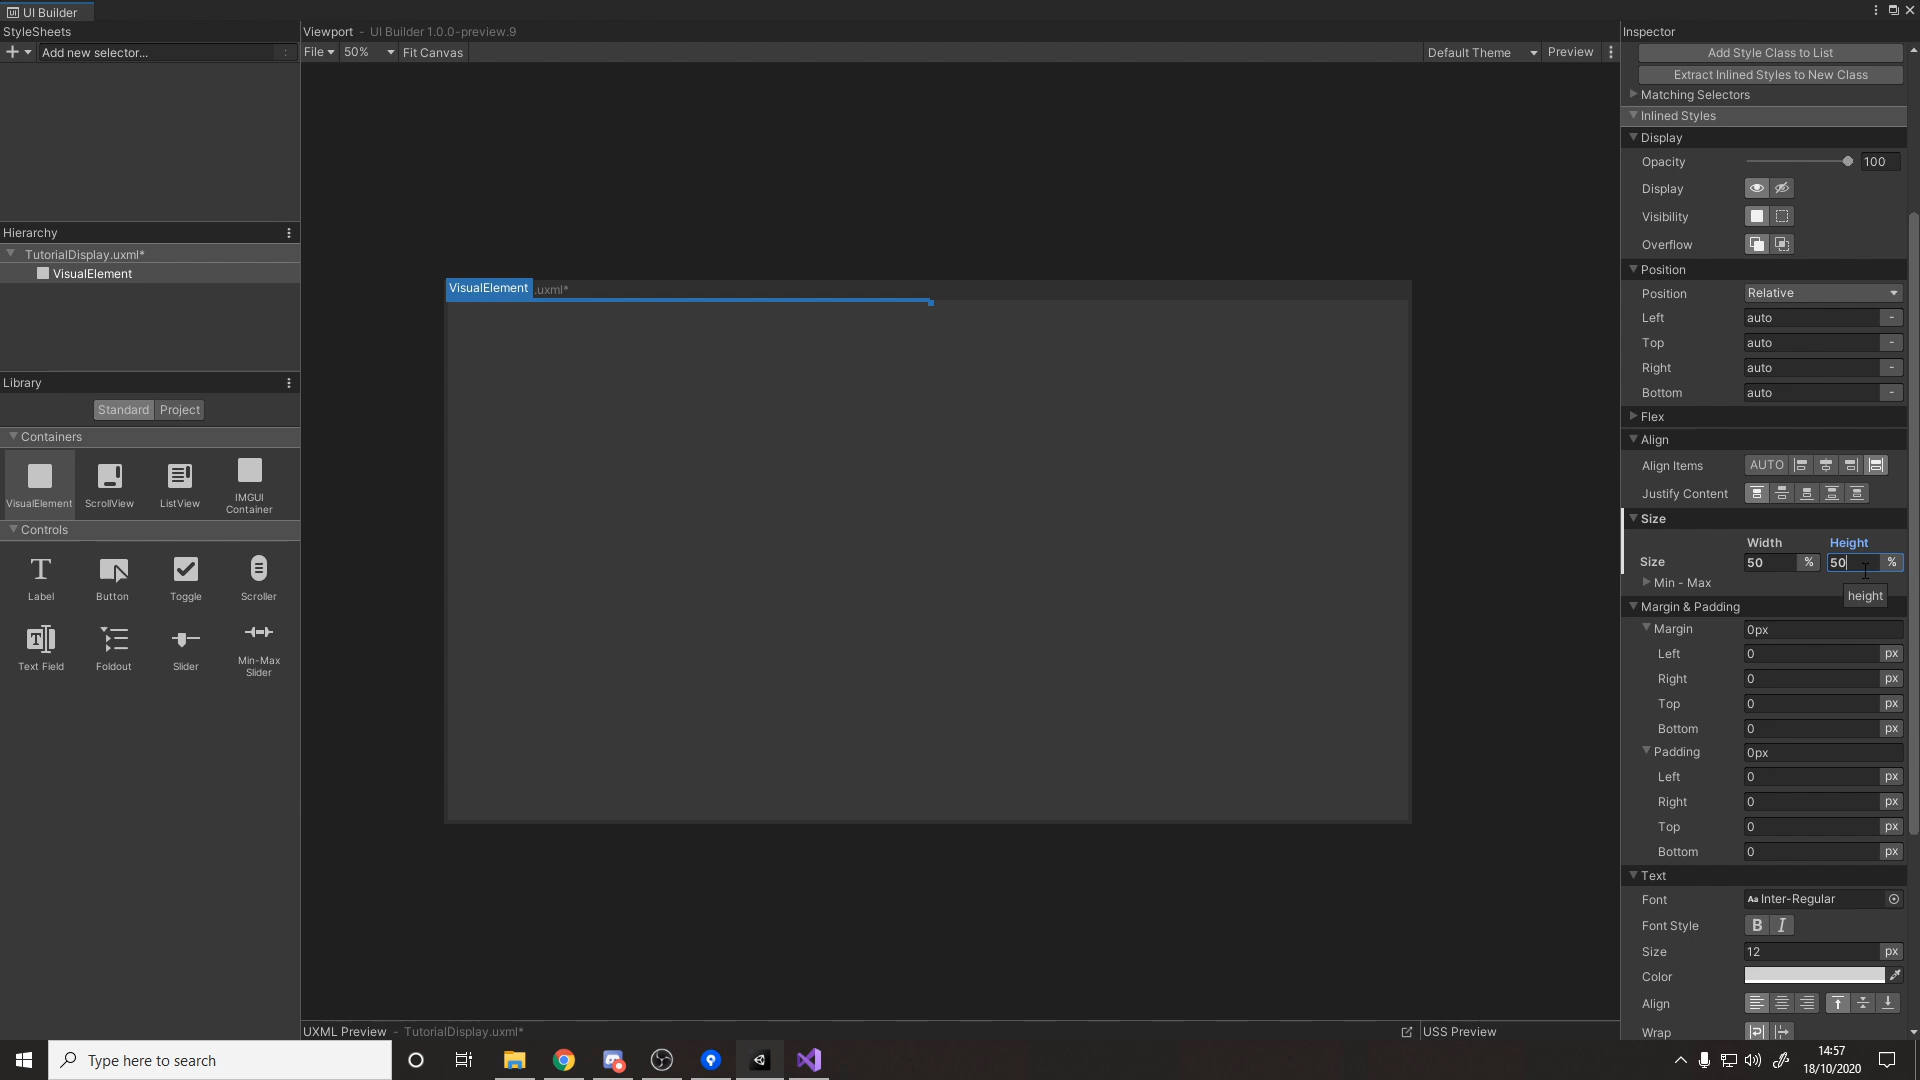 UI Builder
StyleSheets
Add new selector...
Hierarchy
TutorialDisplay.uxml*
VisualElement
Library
Standard Project
Containers
VisualElement ScrollView ListView IMGUI Container
Controls
Label Button Toggle Scroller
Text Field Foldout Slider Min-Max Slider
Viewport - UI Builder 1.0.0-preview.9
File 50% Fit Canvas
Default Theme Preview
VisualElement .uxml*
UXML Preview - TutorialDisplay.uxml*
USS Preview
Inspector
Add Style Class to List
Extract Inlined Styles to New Class
Matching Selectors
Inlined Styles
Display
Opacity 100
Display
Visibility
Overflow
Position
Position Relative
Left auto -
Top auto -
Right auto -
Bottom auto -
Flex
Align
Align Items AUTO
Justify Content
Size
Width Height
Size 50 % 50 %
Min - Max
height
Margin & Padding
Margin 0px
Left 0 px
Right 0 px
Top 0 px
Bottom 0 px
Padding 0px
Left 0 px
Right 0 px
Top 0 px
Bottom 0 px
Text
Font Aa Inter-Regular
Font Style B I
Size 12 px
Color
Align
Wrap
Type here to search
14:57
18/10/2020